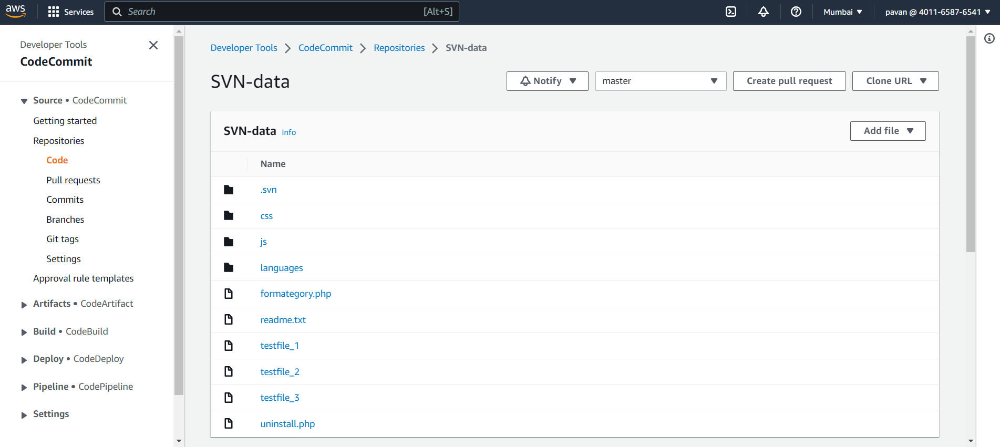 aws Services Search [Alt+S] Mumbai pavan @ 4011-6587-6541
Developer Tools
CodeCommit
Source • CodeCommit
Getting started
Repositories
Code
Pull requests
Commits
Branches
Git tags
Settings
Approval rule templates
Artifacts • CodeArtifact
Build • CodeBuild
Deploy • CodeDeploy
Pipeline • CodePipeline
Settings
Developer Tools > CodeCommit > Repositories > SVN-data
SVN-data
Notify master Create pull request Clone URL
SVN-data Info Add file
Name
.svn
css
js
languages
formategory.php
readme.txt
testfile_1
testfile_2
testfile_3
uninstall.php